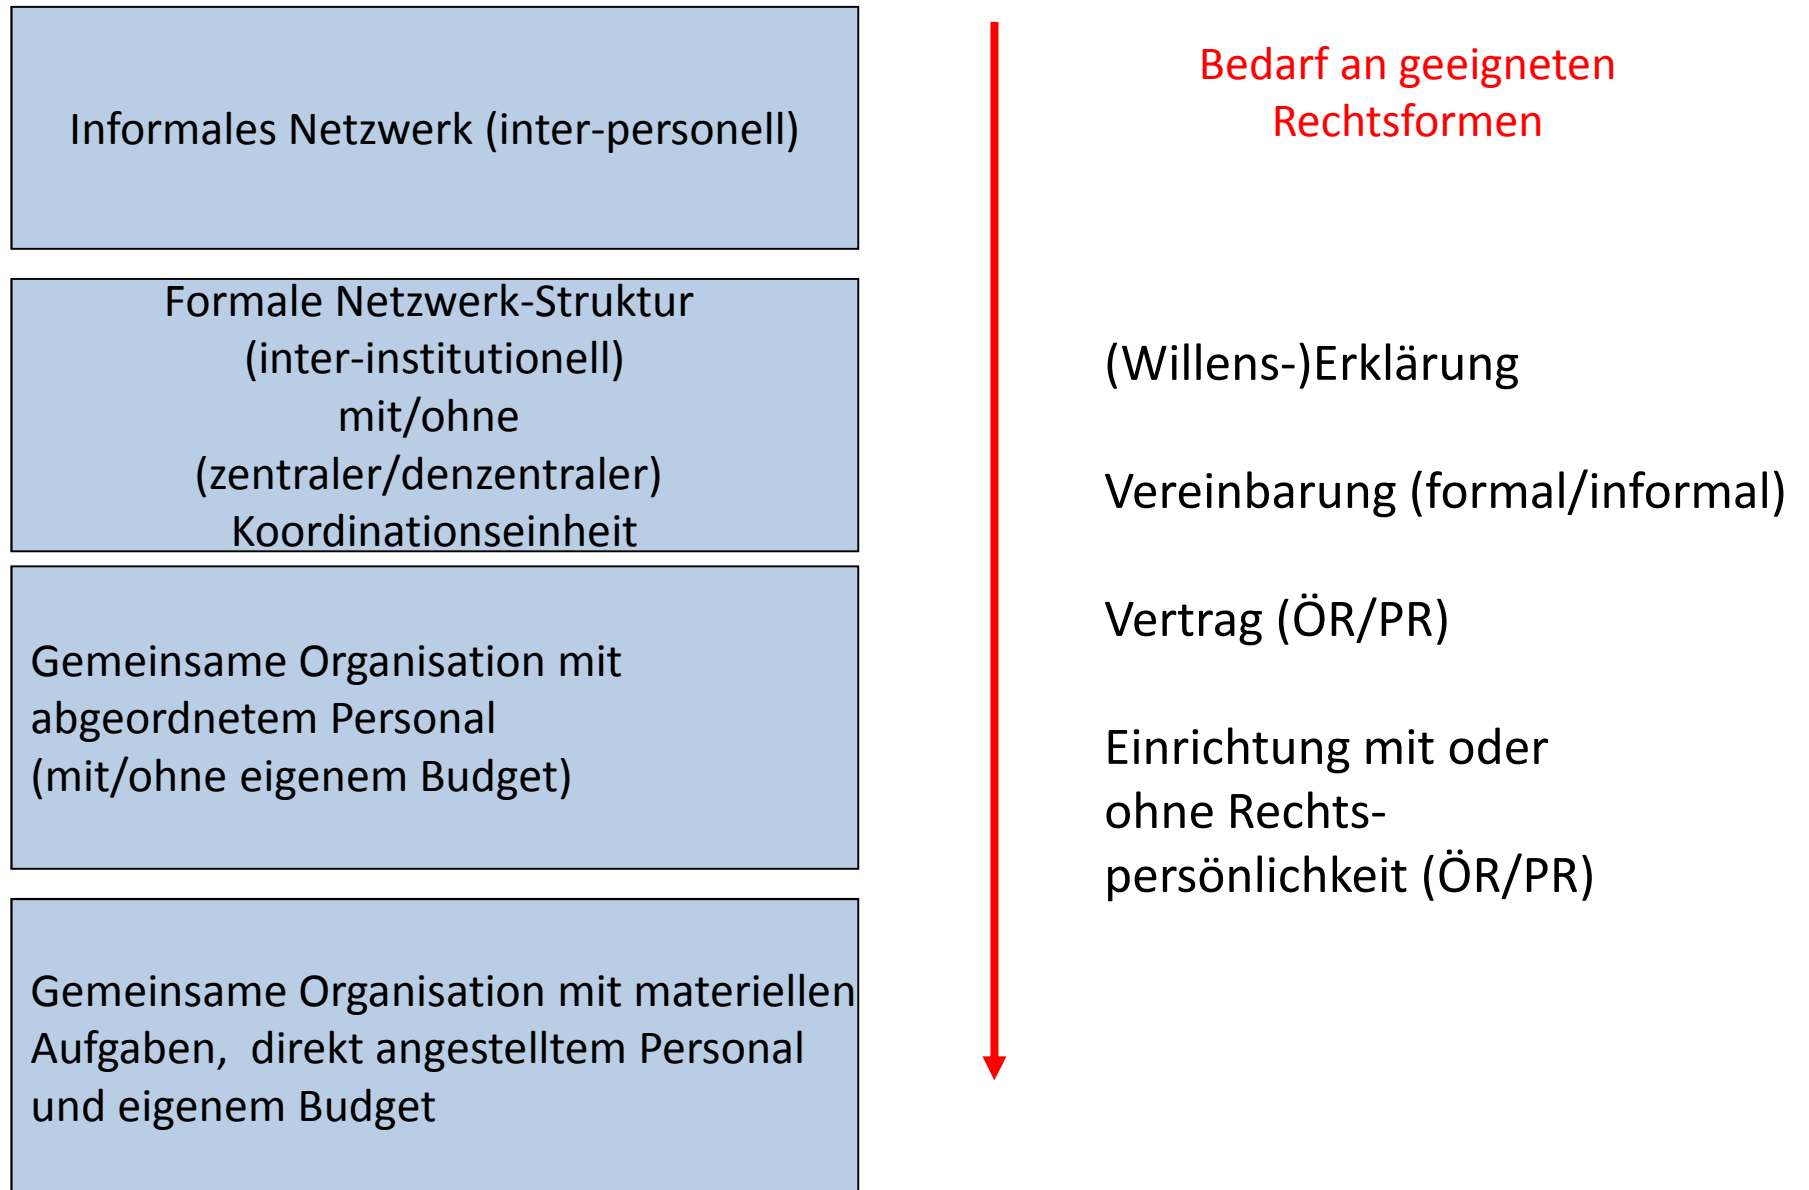 Informales Netzwerk (inter-personell)
Formale Netzwerk-Struktur
(inter-institutionell)
mit/ohne
(zentraler/denzentraler)
Koordinationseinheit
Gemeinsame Organisation mit
abgeordnetem Personal
(mit/ohne eigenem Budget)
Gemeinsame Organisation mit materiellen
Aufgaben, direkt angestelltem Personal
und eigenem Budget
Bedarf an geeigneten
Rechtsformen
(Willens-)Erklärung
Vereinbarung (formal/informal)
Vertrag (ÖR/PR)
Einrichtung mit oder
ohne Rechts-
persönlichkeit (ÖR/PR)